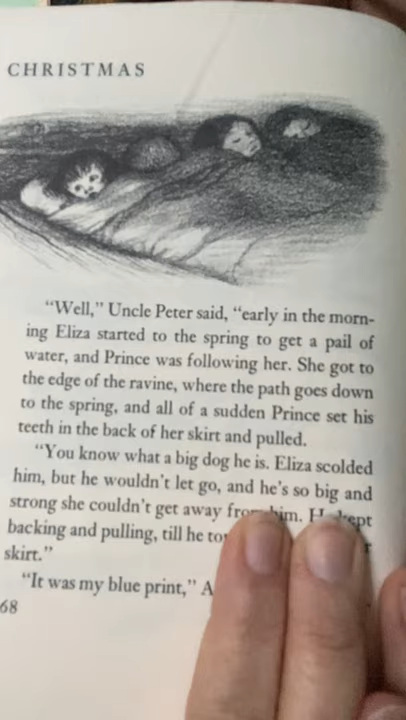 CHRISTMAS
“Well,” Uncle Peter said, “early in the morn-
ing Eliza started to the spring to get a pail of
water, and Prince was following her. She got to
the edge of the ravine, where the path goes down
to the spring, and all of a sudden Prince set his
teeth in the back of her skirt and pulled.
“You know what a big dog he is. Eliza scolded
him, but he wouldn’t let go, and he’s so big and
strong she couldn’t get away from him. He kept
backing and pulling, till he
skirt.”
“It was my blue print,”
68